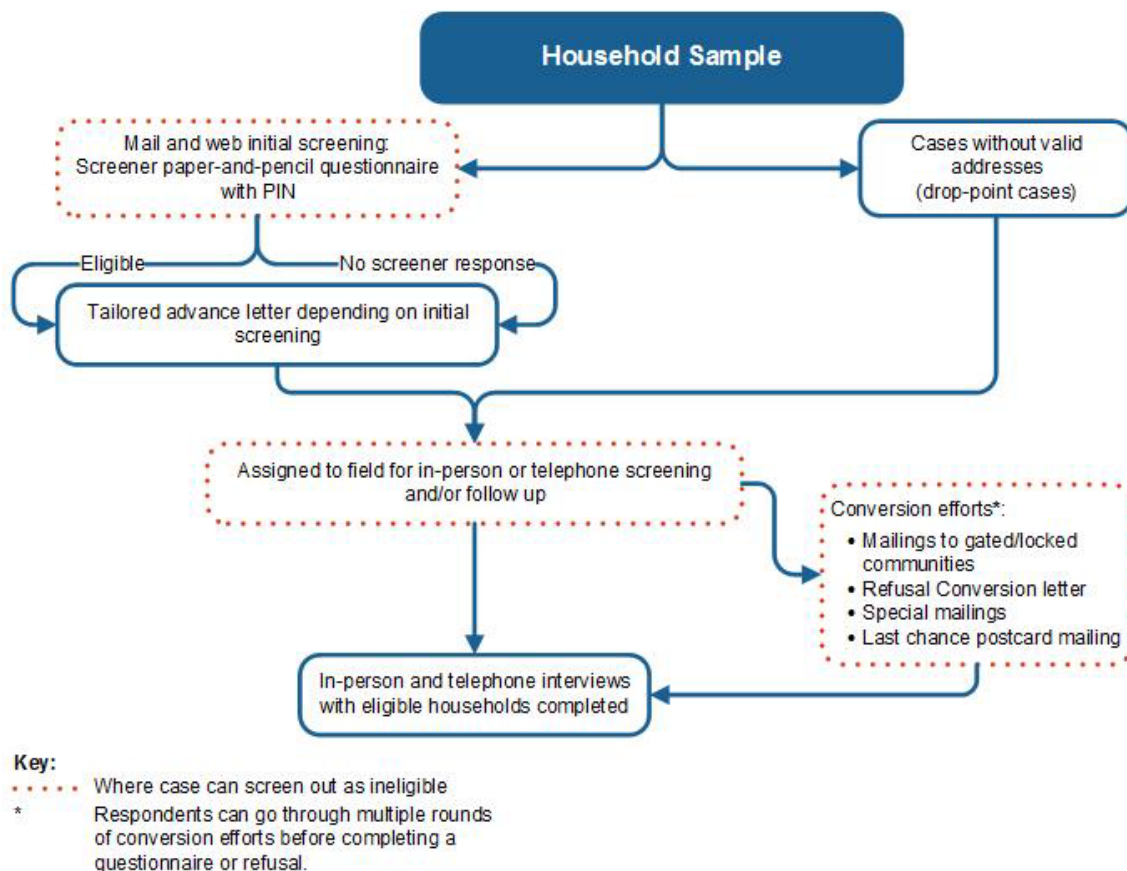 Household Sample
Mail and web initial screening:
Screener paper-and-pencil questionnaire
with PIN
Cases without valid
addresses
(drop-point cases)
Eligible
No screener response
Tailored advance letter depending on initial
screening
Assigned to field for in-person or telephone screening
and/or follow up
Conversion efforts*:
• Mailings to gated/locked
communities
• Refusal Conversion letter
• Special mailings
• Last chance postcard mailing
In-person and telephone interviews
with eligible households completed
Key:
Where case can screen out as ineligible
* Respondents can go through multiple rounds
of conversion efforts before completing a
questionnaire or refusal.